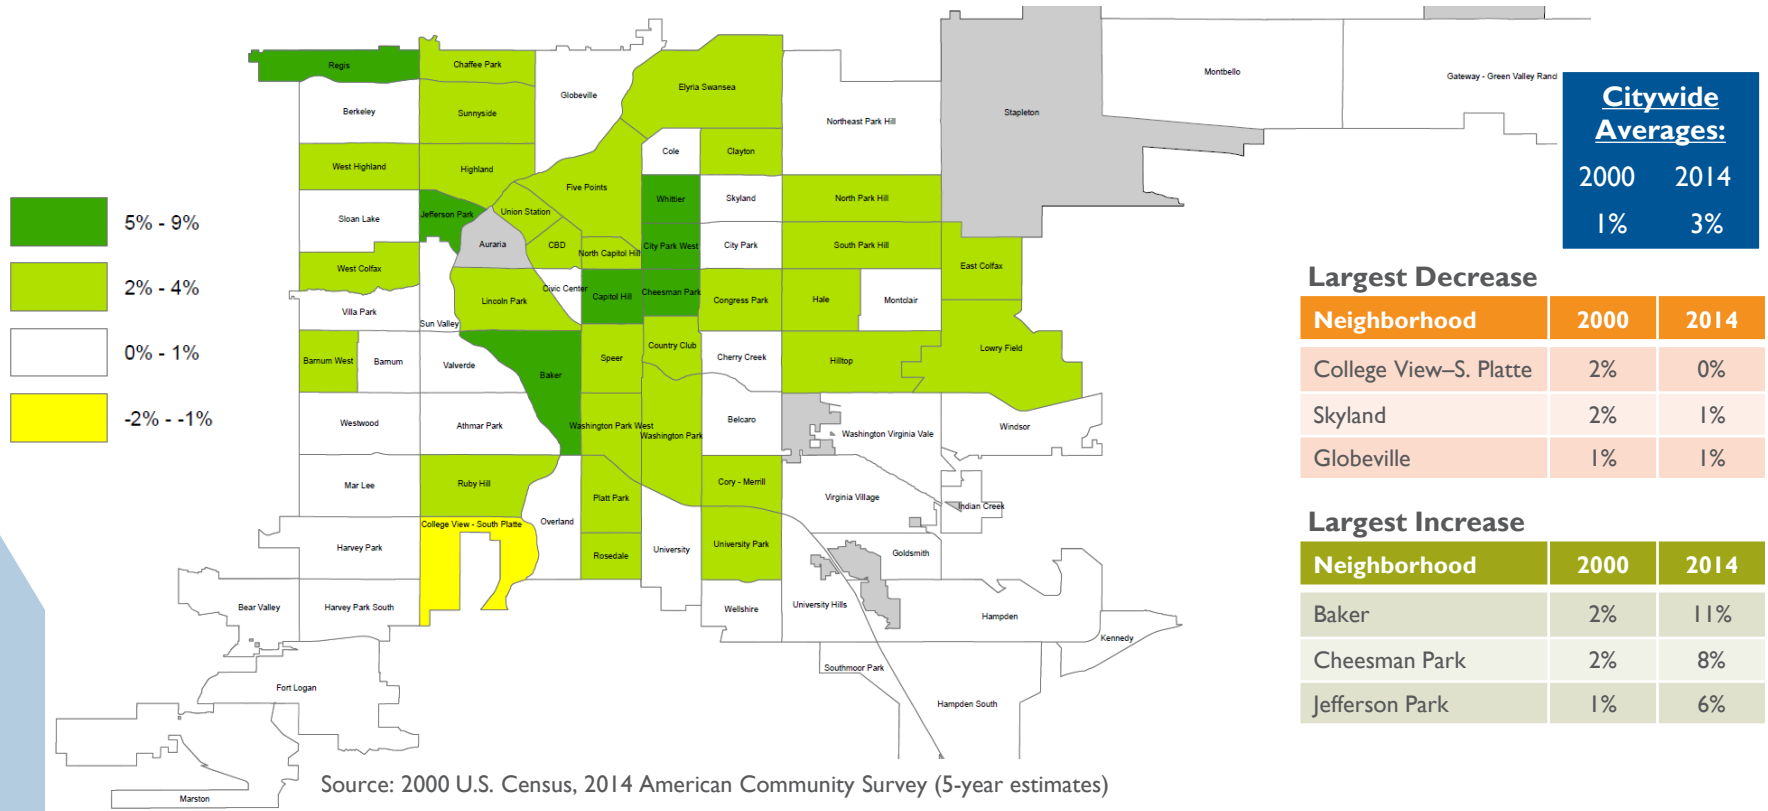 Regis
Chaffee Park
Berkeley
Sunnyside
Globeville
Elyria Swansea
Northeast Park Hill
Stapleton
Montbello
Gateway - Green Valley Ranc
West Highland
Highland
Cole
Clayton
Five Points
Whittier
Skyland
North Park Hill
Sloan Lake
Jefferson Park
Union Station
Auraria
CBD
North Capitol Hill
City Park West
City Park
South Park Hill
East Colfax
West Colfax
Lincoln Park
Civic Center
Capitol Hill
Cheesman Park
Congress Park
Hale
Montclair
Villa Park
Sun Valley
Barnum West
Barnum
Valverde
Baker
Speer
Country Club
Cherry Creek
Hilltop
Lowry Field
Westwood
Athmar Park
Washington Park West
Washington Park
Belcaro
Washington Virginia Vale
Windsor
Mar Lee
Ruby Hill
Overland
Platt Park
Cory - Merrill
Virginia Village
Indian Creek
College View - South Platte
Harvey Park
Rosedale
University
University Park
Goldsmith
Bear Valley
Harvey Park South
Wellshire
University Hills
Hampden
Kennedy
Southmoor Park
Fort Logan
Hampden South
Marston
5% - 9%
2% - 4%
0% - 1%
-2% - -1%
Citywide
Averages:
2000 2014
1% 3%
Largest Decrease
Neighborhood 2000 2014
College View–S. Platte 2% 0%
Skyland 2% 1%
Globeville 1% 1%
Largest Increase
Neighborhood 2000 2014
Baker 2% 11%
Cheesman Park 2% 8%
Jefferson Park 1% 6%
Source: 2000 U.S. Census, 2014 American Community Survey (5-year estimates)